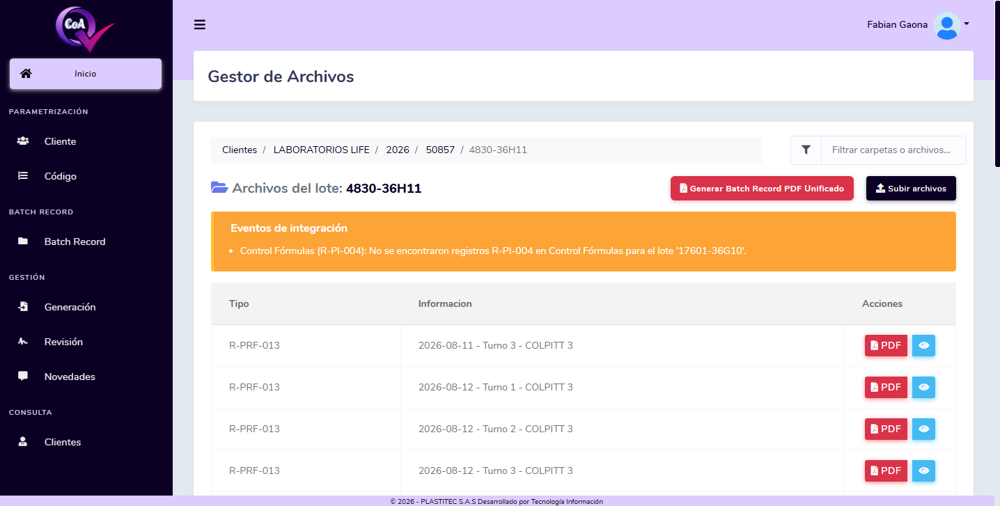 CoA
Fabian Gaona
Inicio
Gestor de Archivos
PARAMETRIZACIÓN
Cliente
Código
BATCH RECORD
Batch Record
GESTIÓN
Generación
Revisión
Novedades
CONSULTA
Clientes
Clientes / LABORATORIOS LIFE / 2026 / 50857 / 4830-36H11
Filtrar carpetas o archivos...
Archivos del lote: 4830-36H11
Generar Batch Record PDF Unificado
Subir archivos
Eventos de integración
• Control Fórmulas (R-PI-004): No se encontraron registros R-PI-004 en Control Fórmulas para el lote '17601-36G10'.
Tipo Informacion Acciones
R-PRF-013 2026-08-11 - Turno 3 - COLPITT 3 PDF
R-PRF-013 2026-08-12 - Turno 1 - COLPITT 3 PDF
R-PRF-013 2026-08-12 - Turno 2 - COLPITT 3 PDF
R-PRF-013 2026-08-12 - Turno 3 - COLPITT 3 PDF
© 2026 - PLASTITEC S.A.S Desarrollado por Tecnología Información